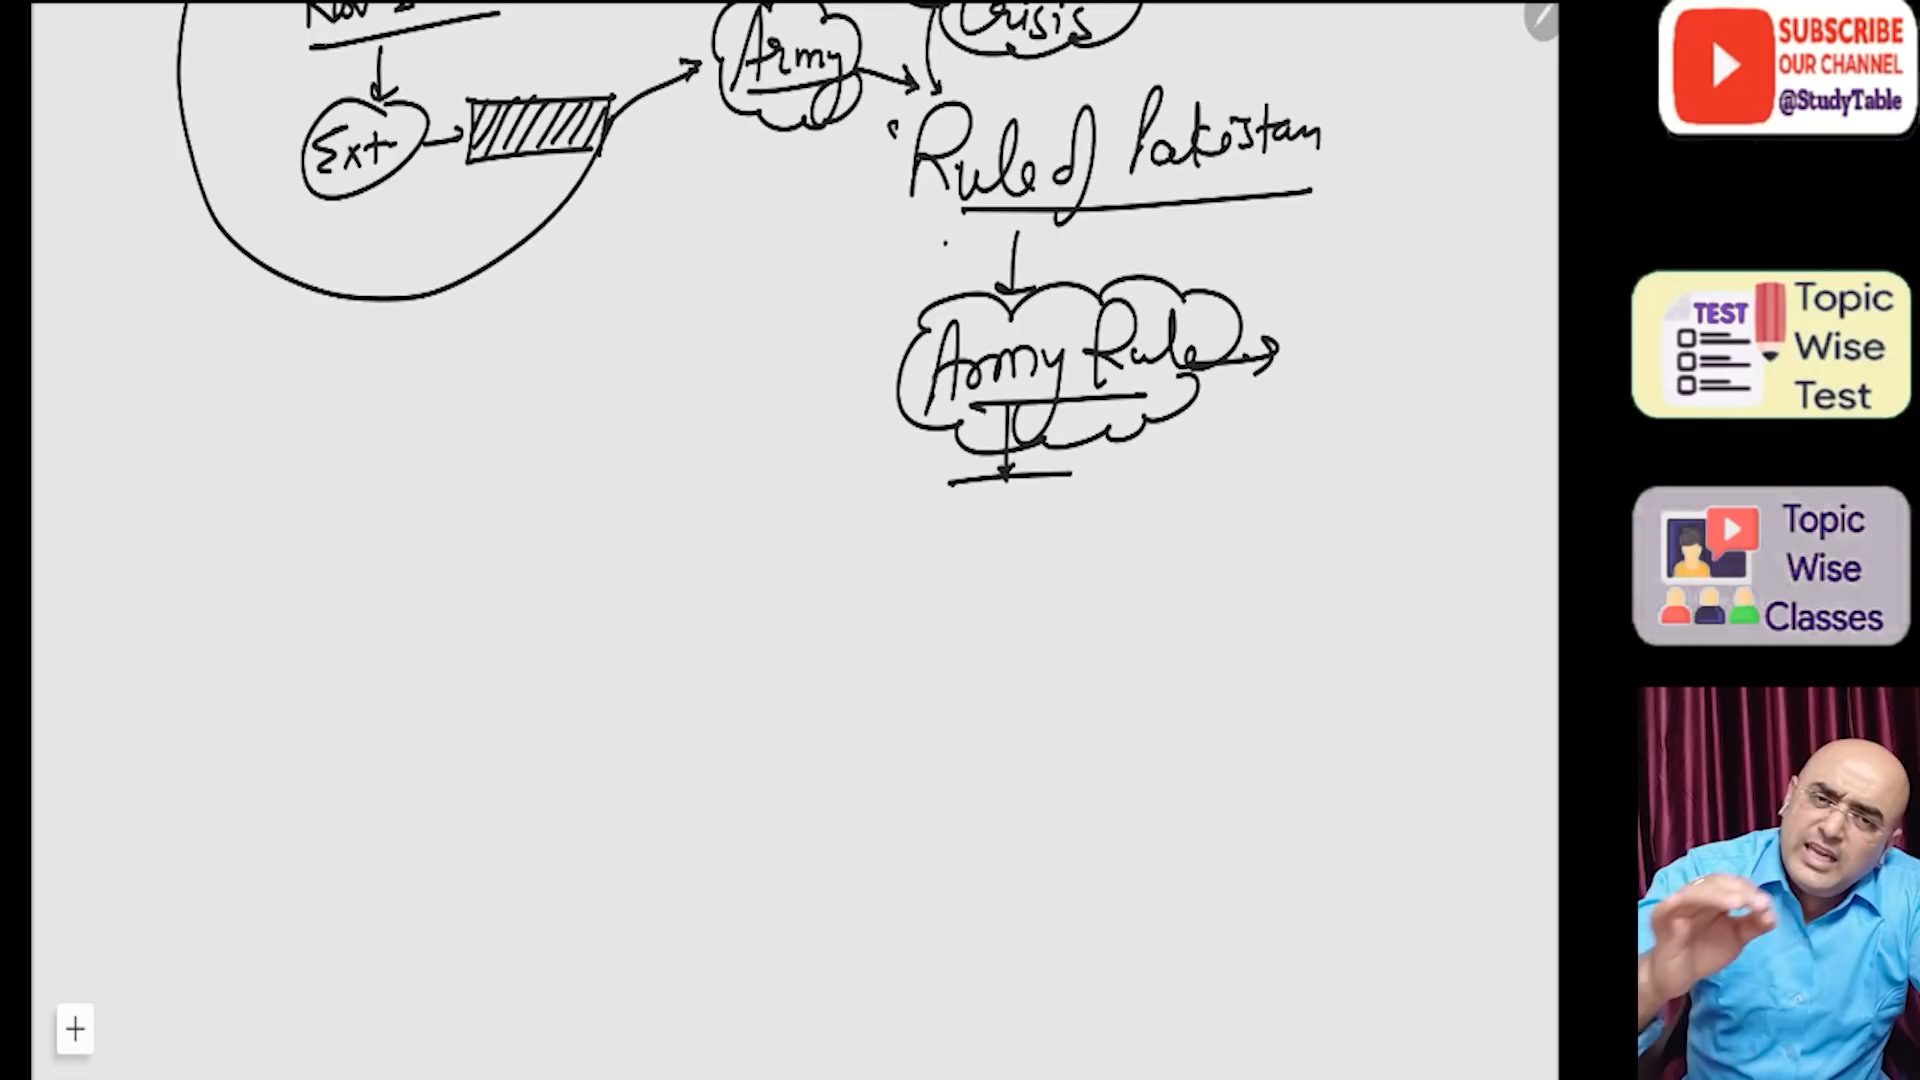 Nov
Ext
Army
Crisis
Rule of Pakistan
Army Rule
SUBSCRIBE
OUR CHANNEL
@StudyTable
TEST
Topic
Wise
Test
Topic
Wise
Classes
+